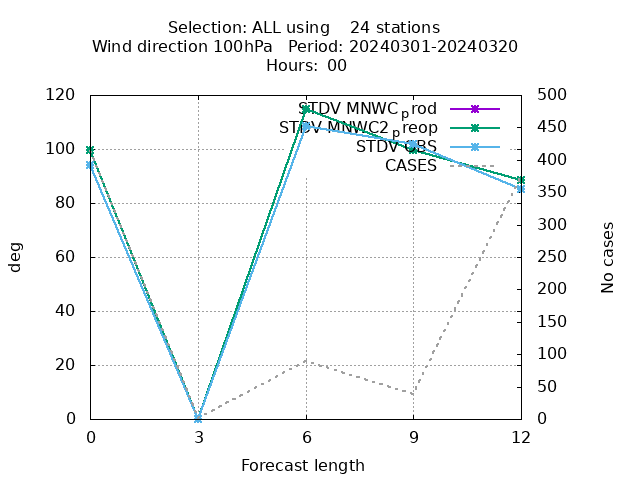 Selection: ALL using 24 stations
Wind direction 100hPa Period: 20240301-20240320
Hours: 00
120 500
STDV MNWCprod
STDV MNWC2preop
STDV OBS
CASES
100
80
60
40
20
0
450
400
350
300
250
200
150
100
50
0
deg
No cases
0 3 6 9 12
Forecast length